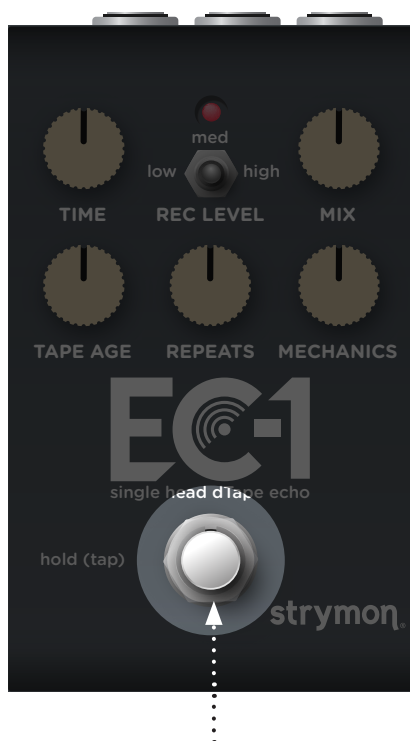 med
low high
TIME REC LEVEL MIX
TAPE AGE REPEATS MECHANICS
EC-1
single head dTape echo
hold (tap)
strymon®